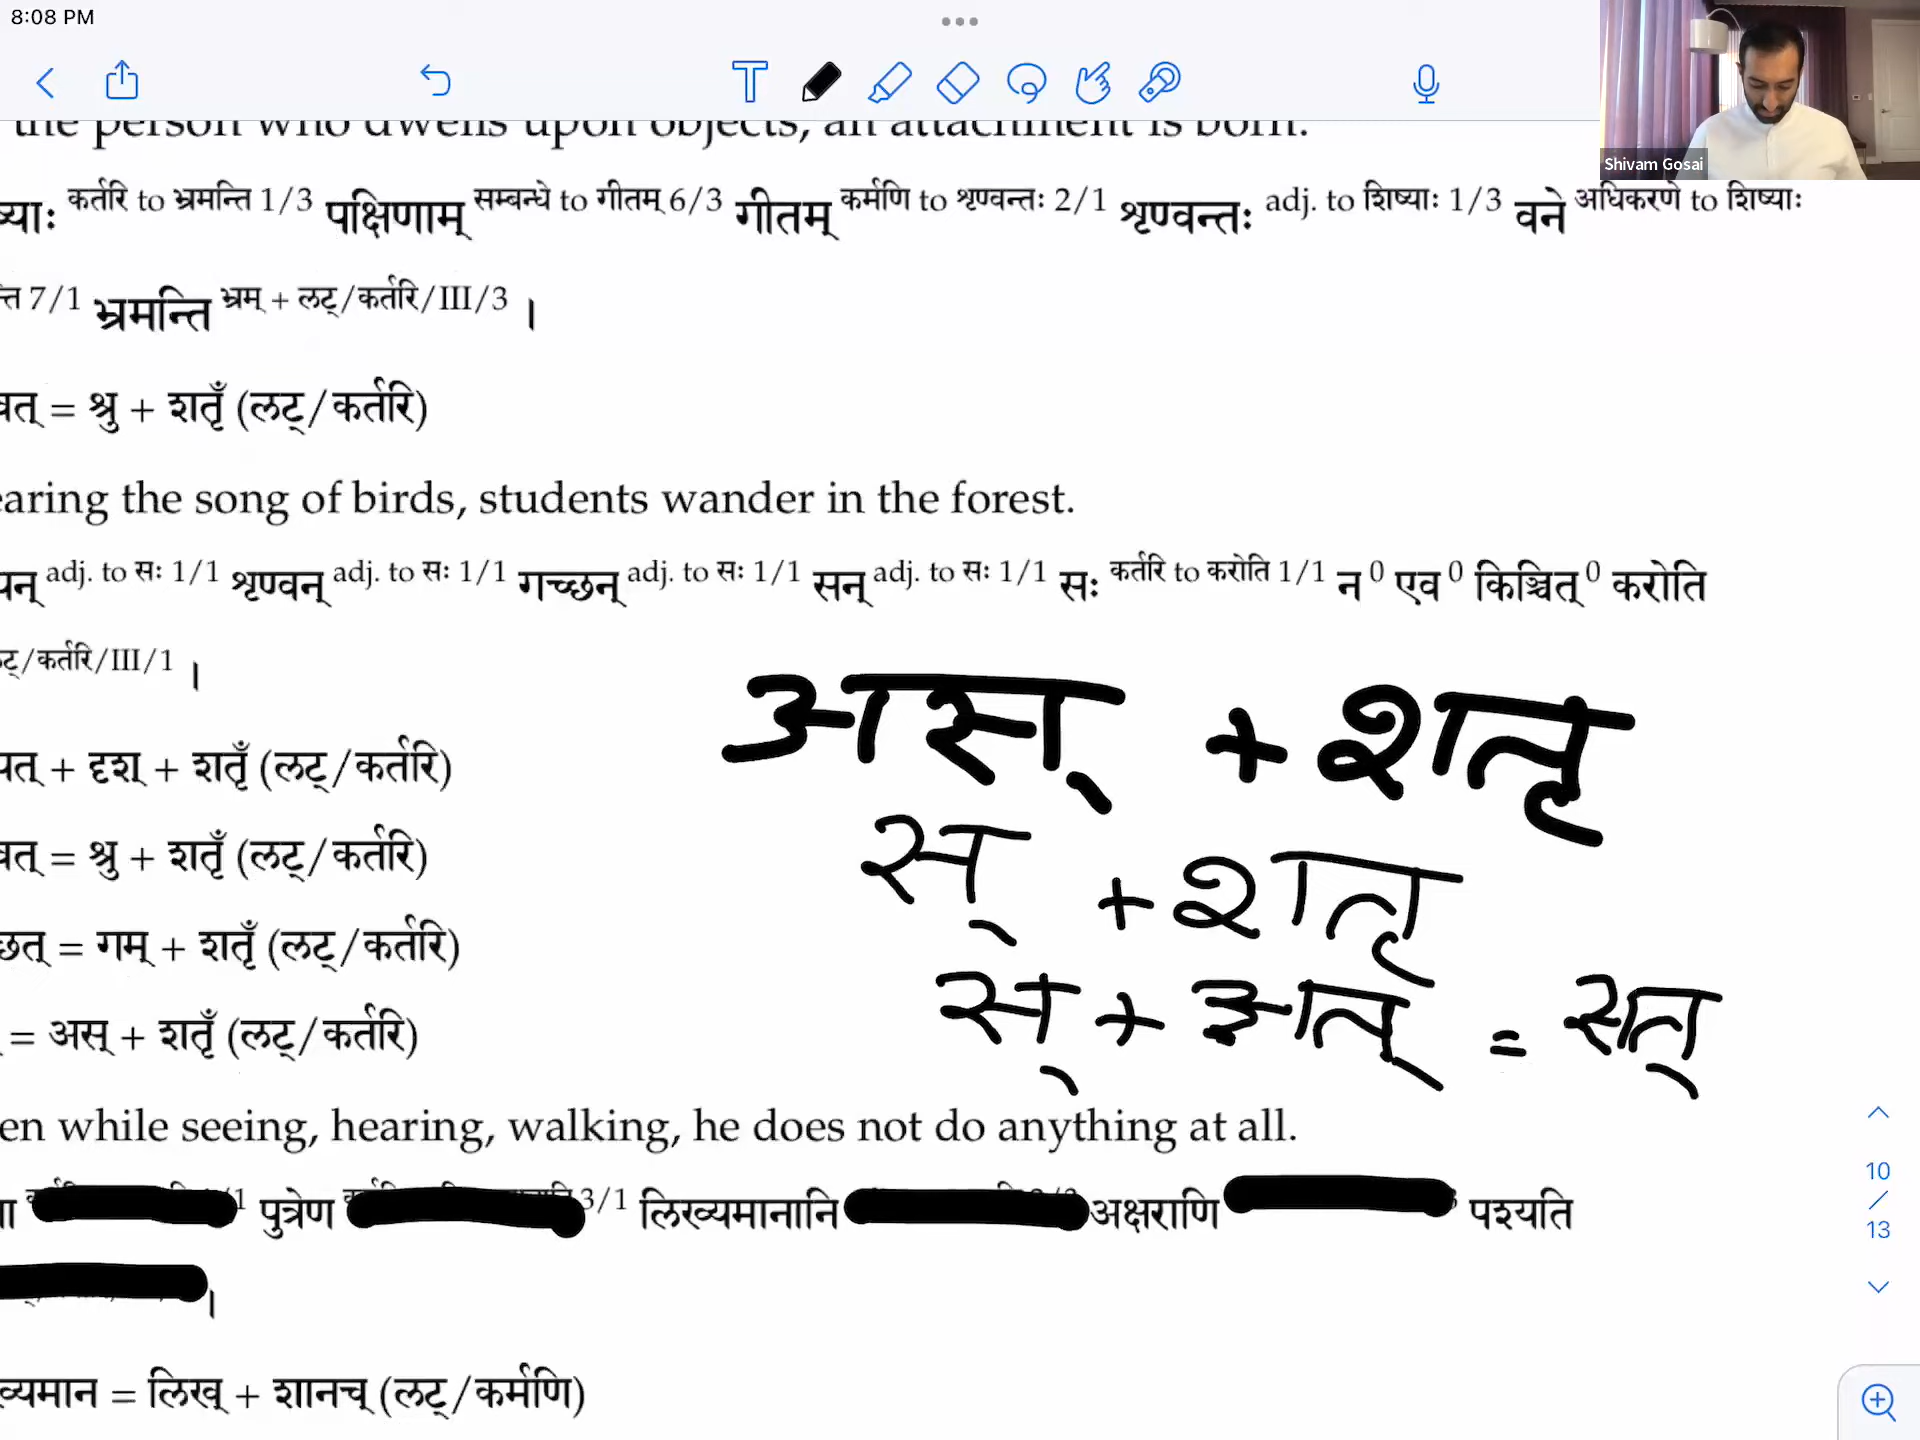 8:08 PM
Shivam Gosai
the person who dwells upon objects, an attachment is born.
कर्तरि to भ्रमन्ति 1/3 पक्षिणाम् सम्बन्धे to गीतम् 6/3 गीतम् कर्मणि to शृण्वन्तः 2/1 शृण्वन्तः adj. to शिष्याः 1/3 वने अधिकरणे to शिष्याः
7/1 भ्रमन्ति भ्रम् + लट्/कर्तरि/III/3 ।
= श्रु + शतृँ (लट्/कर्तरि)
earing the song of birds, students wander in the forest.
adj. to सः 1/1 शृण्वन् adj. to सः 1/1 गच्छन् adj. to सः 1/1 सन् adj. to सः 1/1 सः कर्तरि to करोति 1/1 न 0 एव 0 किञ्चित् 0 करोति
ट्/कर्तरि/III/1 ।
अस् + शतृ
यत् + दृश् + शतृँ (लट्/कर्तरि)
स् + शतृ
वत् = श्रु + शतृँ (लट्/कर्तरि)
छत् = गम् + शतृँ (लट्/कर्तरि)
स् + अत् = सत्
= अस् + शतृँ (लट्/कर्तरि)
en while seeing, hearing, walking, he does not do anything at all.
पुत्रेण 3/1 लिख्यमानानि अक्षराणि पश्यति
।
ख्यमान = लिख् + शानच् (लट्/कर्मणि)
10
/
13